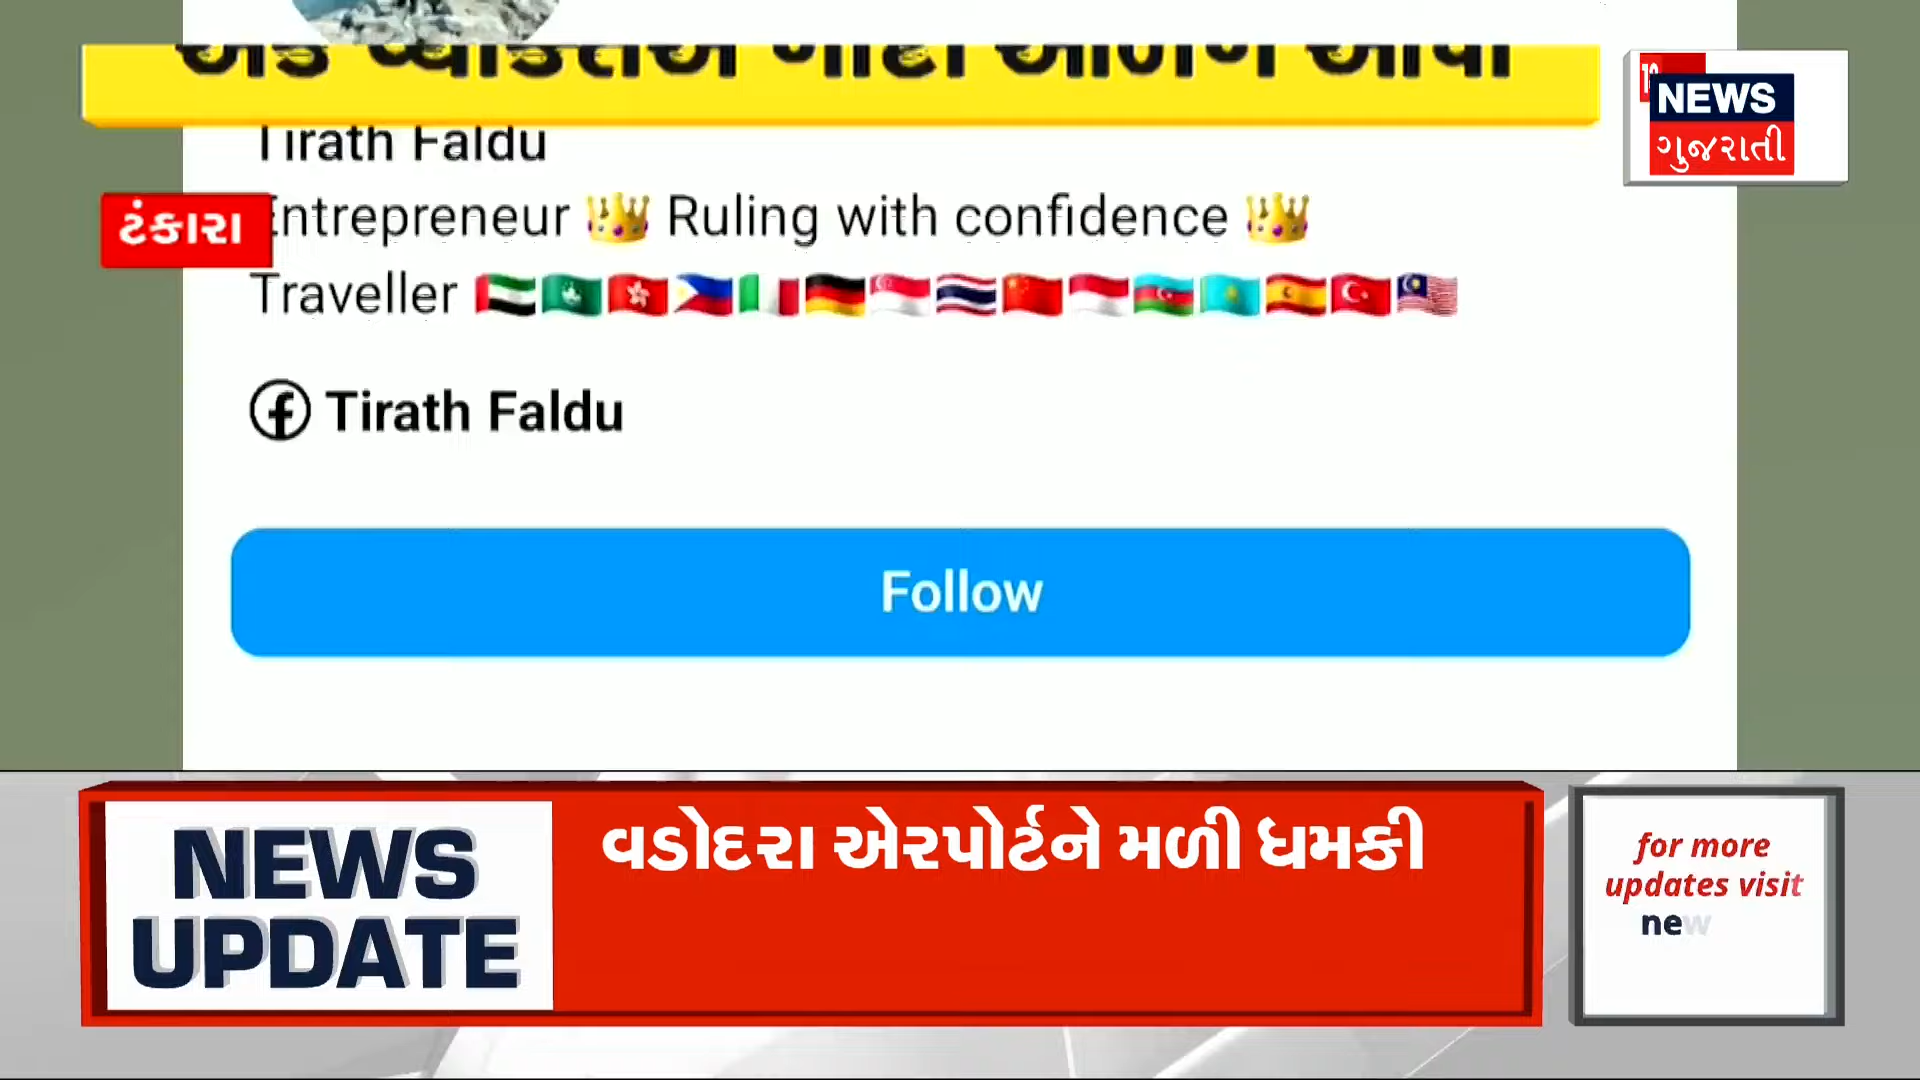 Tirath Faldu
NEWS
ગુજરાતી
ટંકારા
Entrepreneur 👑 Ruling with confidence 👑
Traveller 🇦🇪🇲🇴🇭🇰🇵🇭🇮🇹🇩🇪🇸🇬🇹🇭🇨🇳🇮🇩🇦🇿🇰🇿🇪🇸🇹🇷🇲🇾
Tirath Faldu
Follow
NEWS
UPDATE
વડોદરા એરપોર્ટને મળી ધમકી
for more
updates visit
new